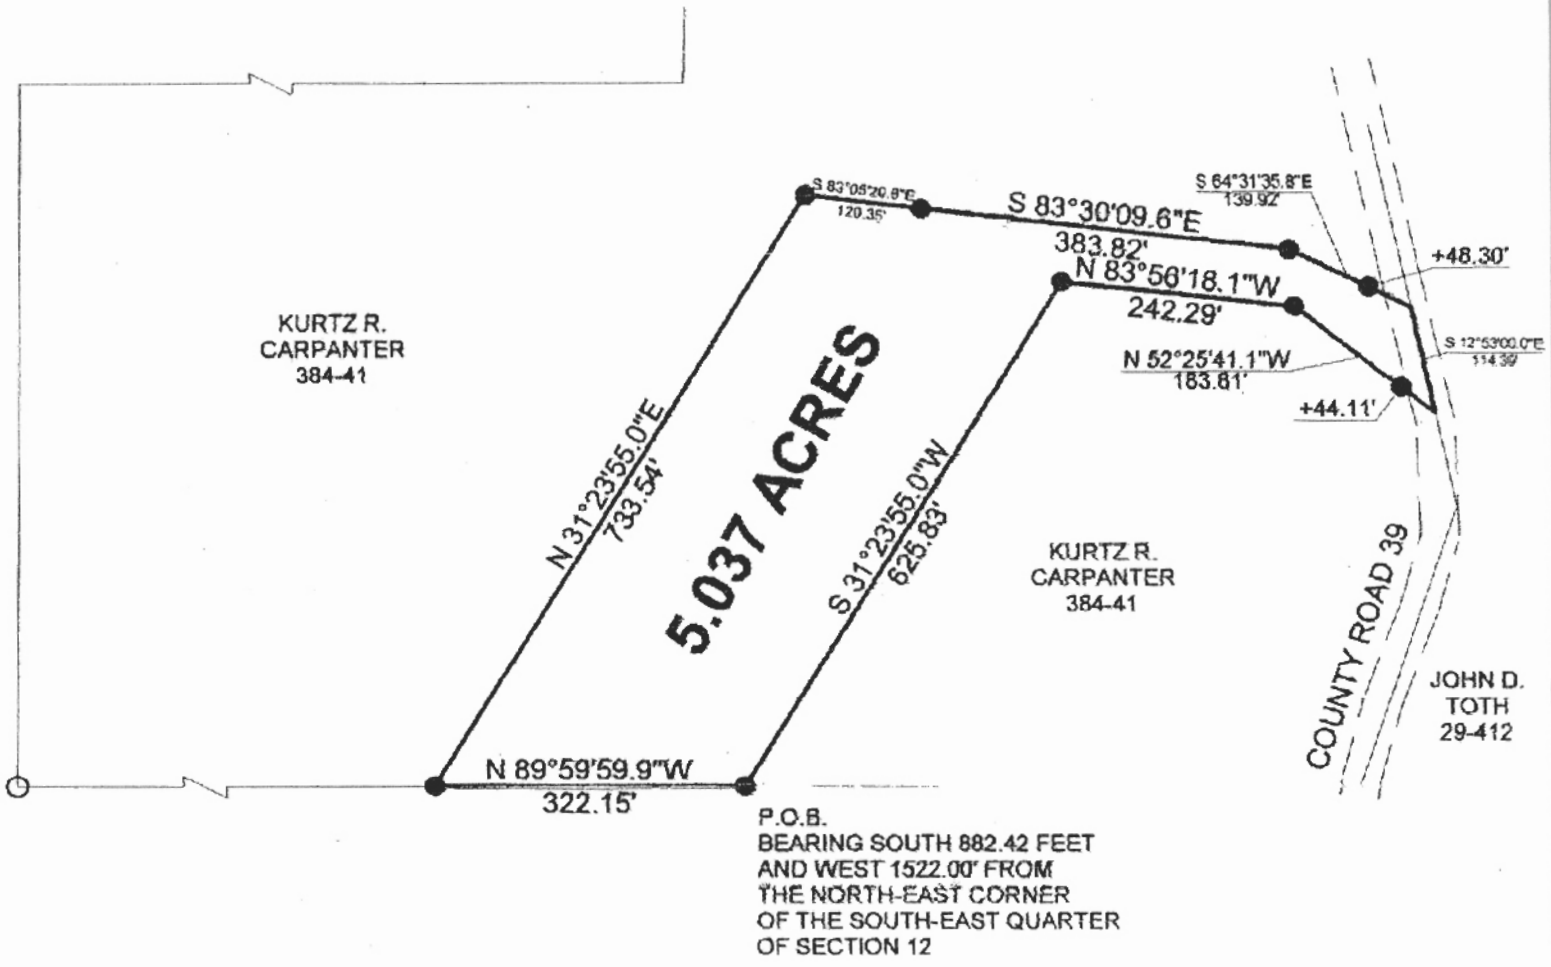 S 64°31'35.8"E
139.92'
S 83°05'20.8"E
120.35'
S 83°30'09.6"E
383.82'
+48.30'
N 83°56'18.1"W
242.29'
S 12°53'00.0"E
114.39'
N 52°25'41.1"W
183.81'
+44.11'
KURTZ R.
CARPANTER
384-41
N 31°23'55.0"E
733.54'
5.037 ACRES
S 31°23'55.0"W
625.83'
KURTZ R.
CARPANTER
384-41
COUNTY ROAD 39
JOHN D.
TOTH
29-412
N 89°59'59.9"W
322.15'
P.O.B.
BEARING SOUTH 882.42 FEET
AND WEST 1522.00' FROM
THE NORTH-EAST CORNER
OF THE SOUTH-EAST QUARTER
OF SECTION 12